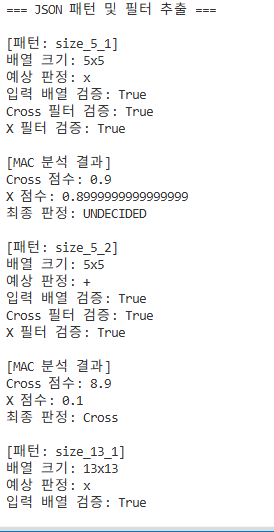 === JSON 패턴 및 필터 추출 ===
[패턴: size_5_1]
배열 크기: 5x5
예상 판정: x
입력 배열 검증: True
Cross 필터 검증: True
X 필터 검증: True
[MAC 분석 결과]
Cross 점수: 0.9
X 점수: 0.8999999999999999
최종 판정: UNDECIDED
[패턴: size_5_2]
배열 크기: 5x5
예상 판정: +
입력 배열 검증: True
Cross 필터 검증: True
X 필터 검증: True
[MAC 분석 결과]
Cross 점수: 8.9
X 점수: 0.1
최종 판정: Cross
[패턴: size_13_1]
배열 크기: 13x13
예상 판정: x
입력 배열 검증: True